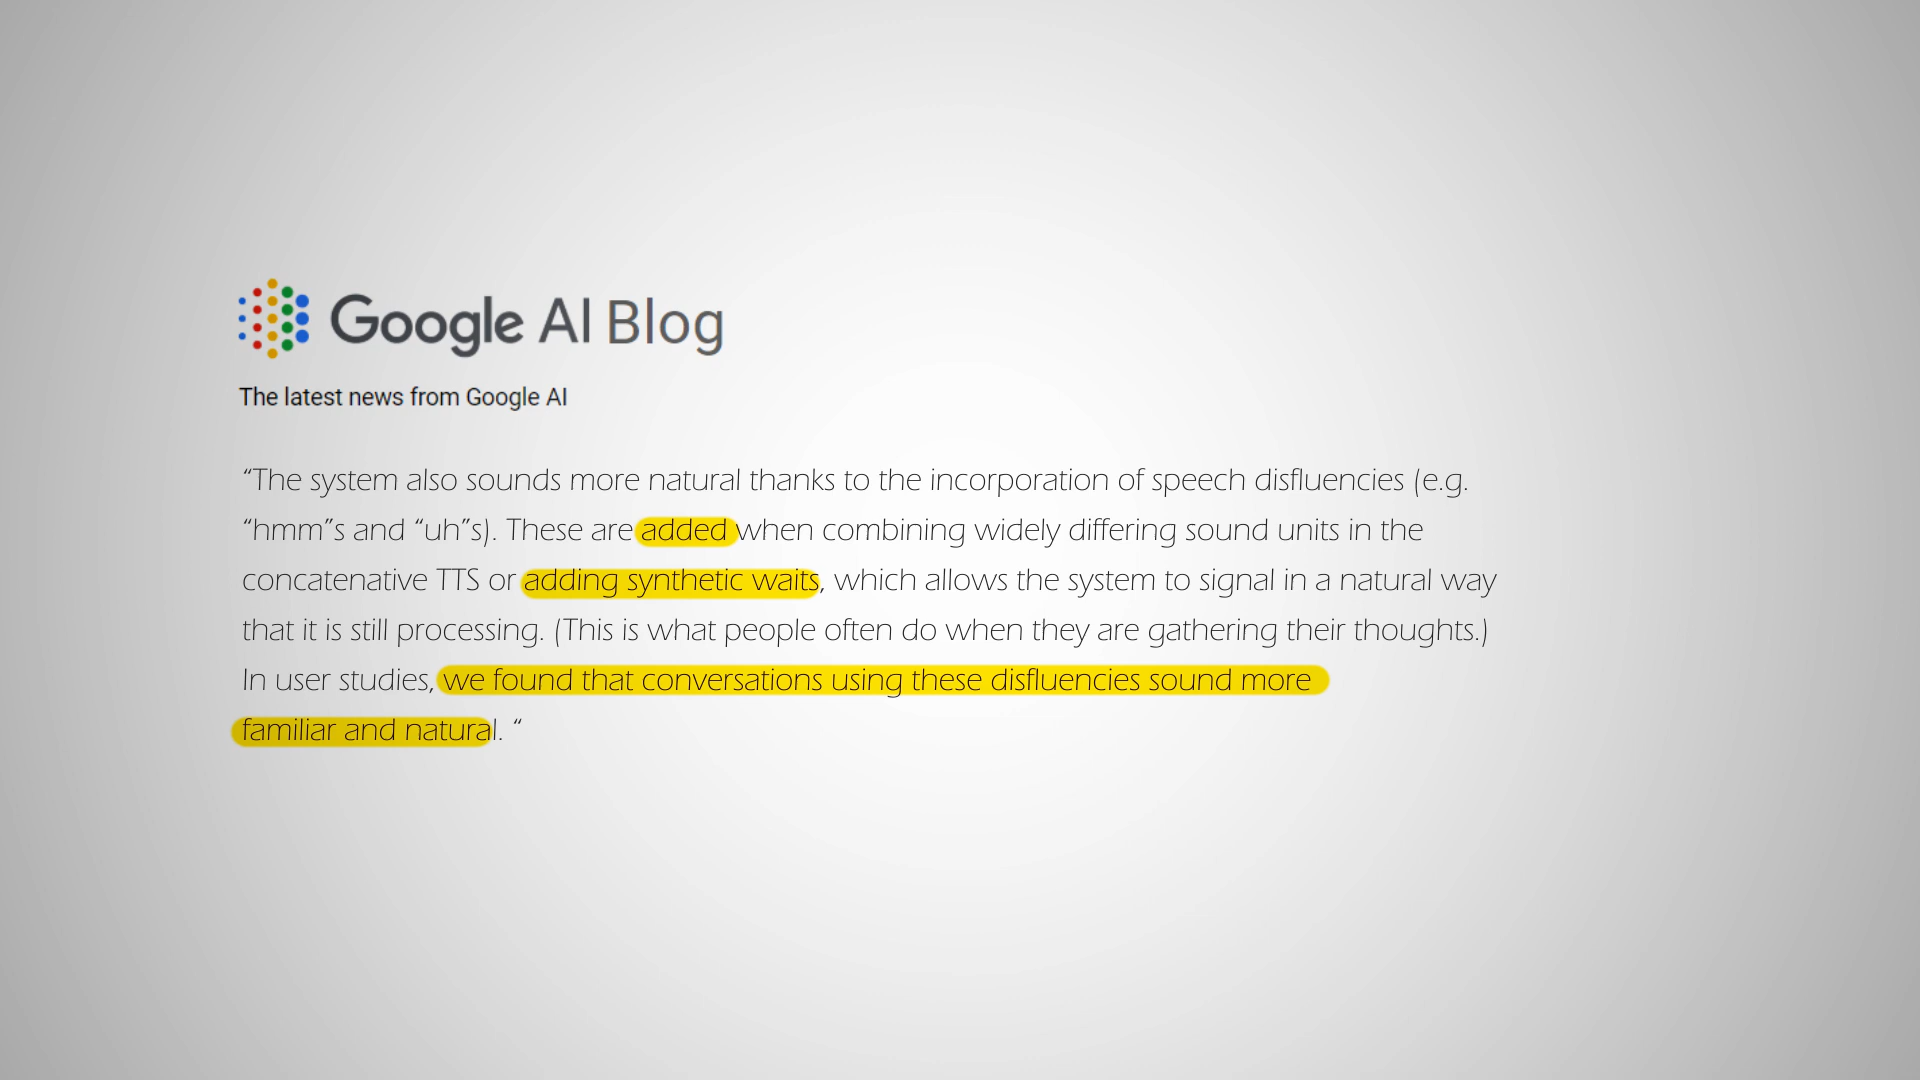 Google AI Blog
The latest news from Google AI
“The system also sounds more natural thanks to the incorporation of speech disfluencies (e.g.
“hmm”s and “uh”s). These are added when combining widely differing sound units in the
concatenative TTS or adding synthetic waits, which allows the system to signal in a natural way
that it is still processing. (This is what people often do when they are gathering their thoughts.)
In user studies, we found that conversations using these disfluencies sound more
familiar and natural. “